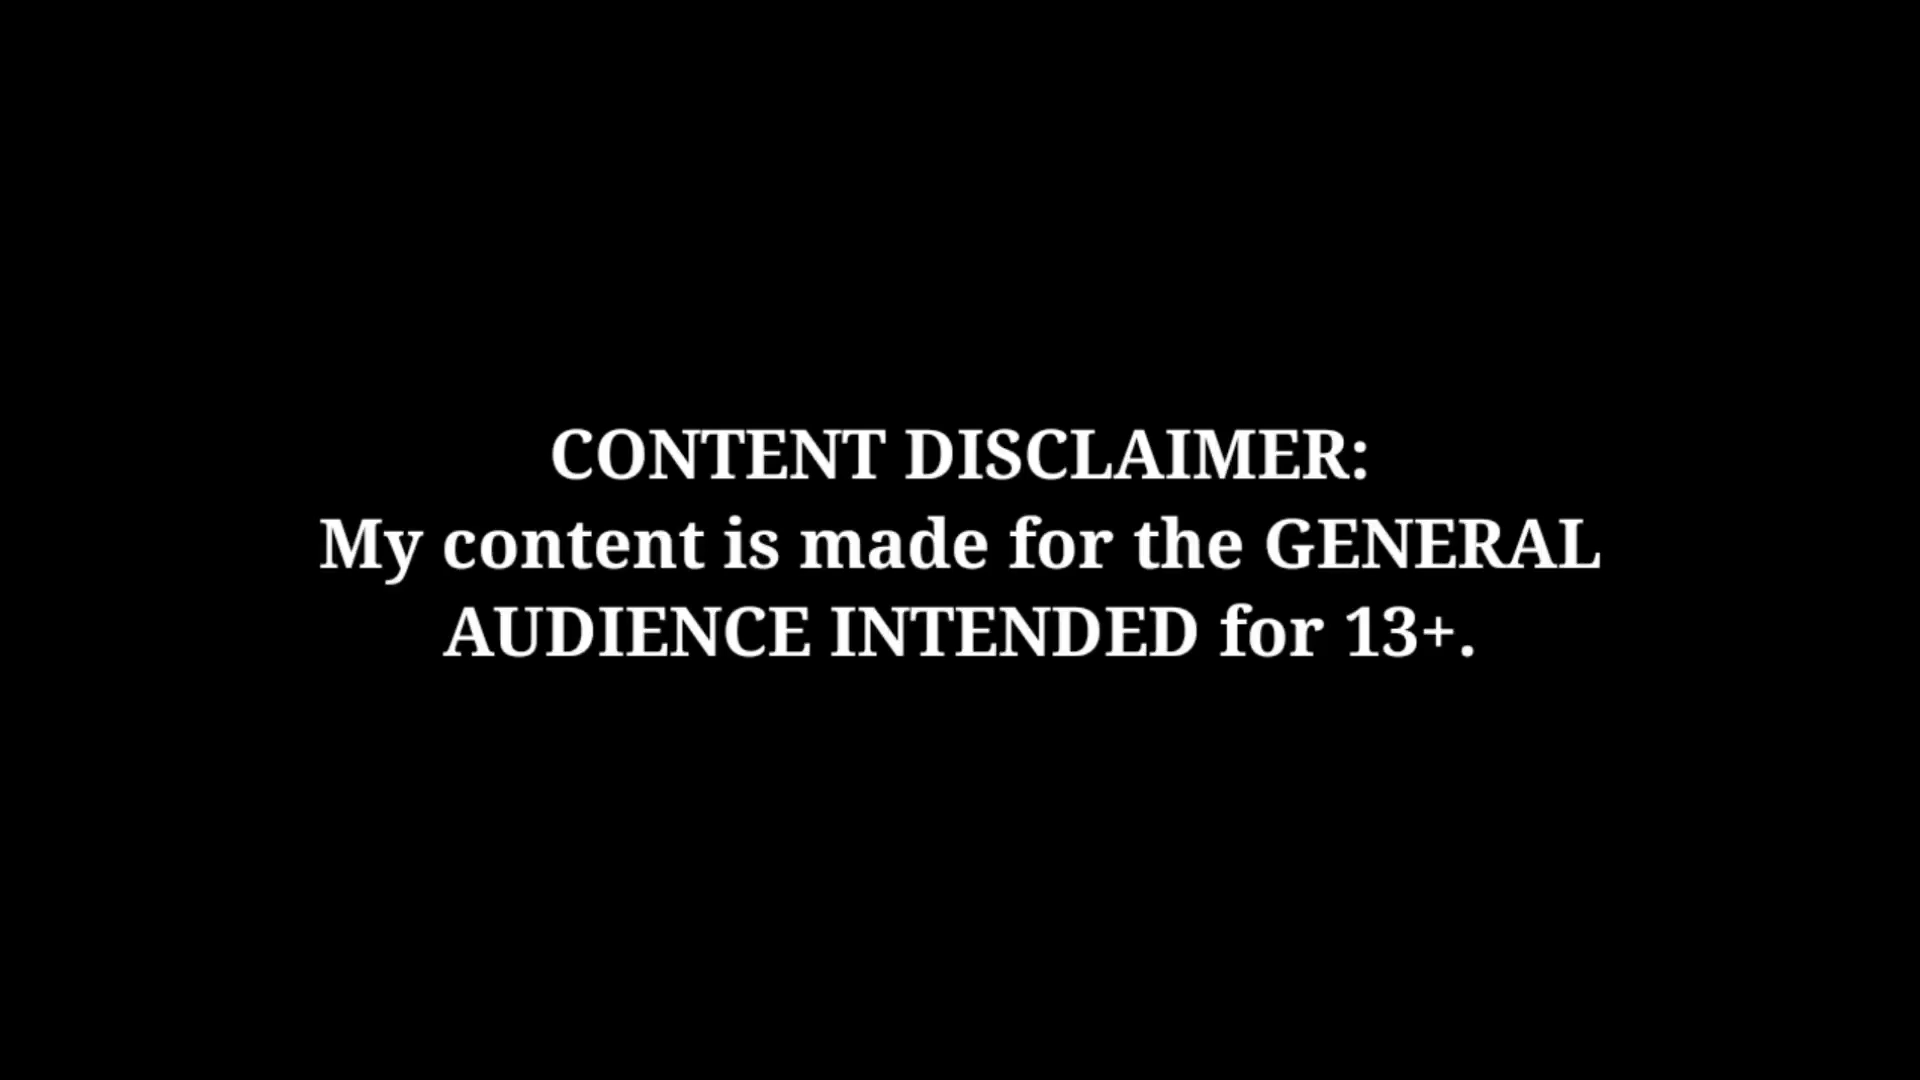 CONTENT DISCLAIMER:
My content is made for the GENERAL
AUDIENCE INTENDED for 13+.